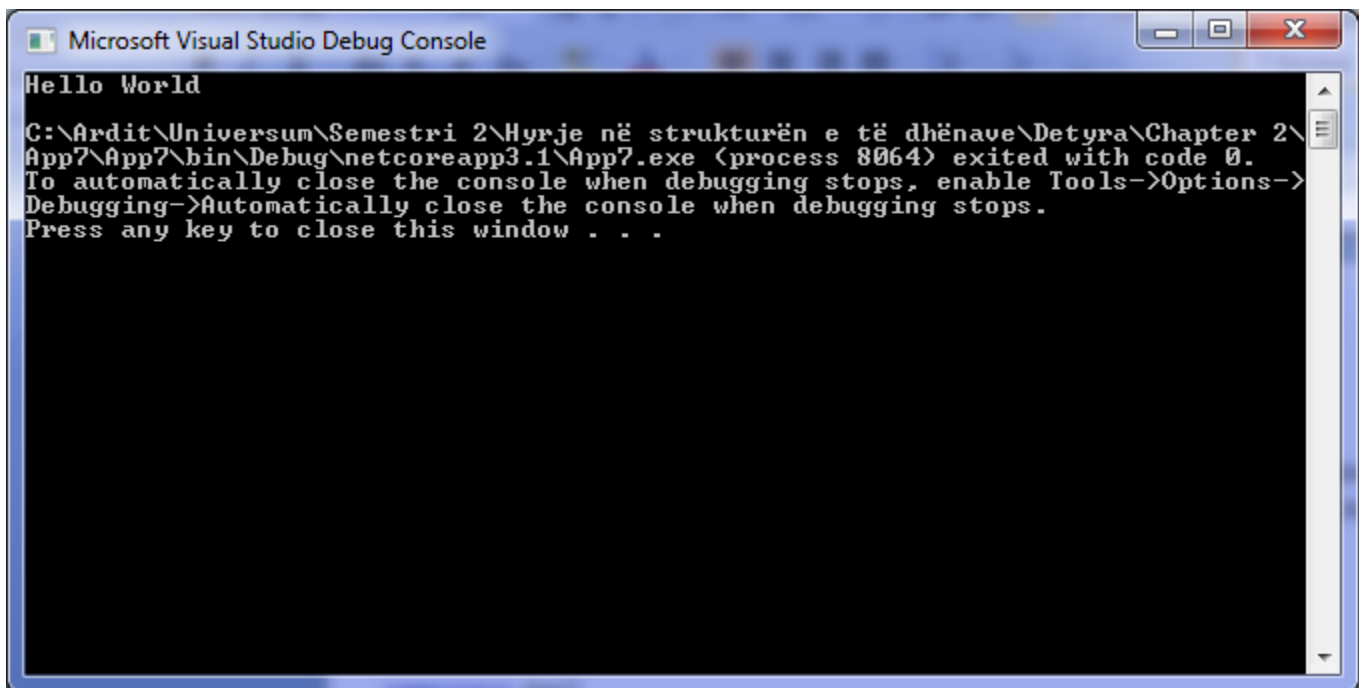 Microsoft Visual Studio Debug Console
Hello World
C:\Ardit\Universum\Semestri 2\Hyrje në strukturën e të dhënave\Detyra\Chapter 2\
App7\App7\bin\Debug\netcoreapp3.1\App7.exe (process 8064) exited with code 0.
To automatically close the console when debugging stops, enable Tools->Options->
Debugging->Automatically close the console when debugging stops.
Press any key to close this window . . .